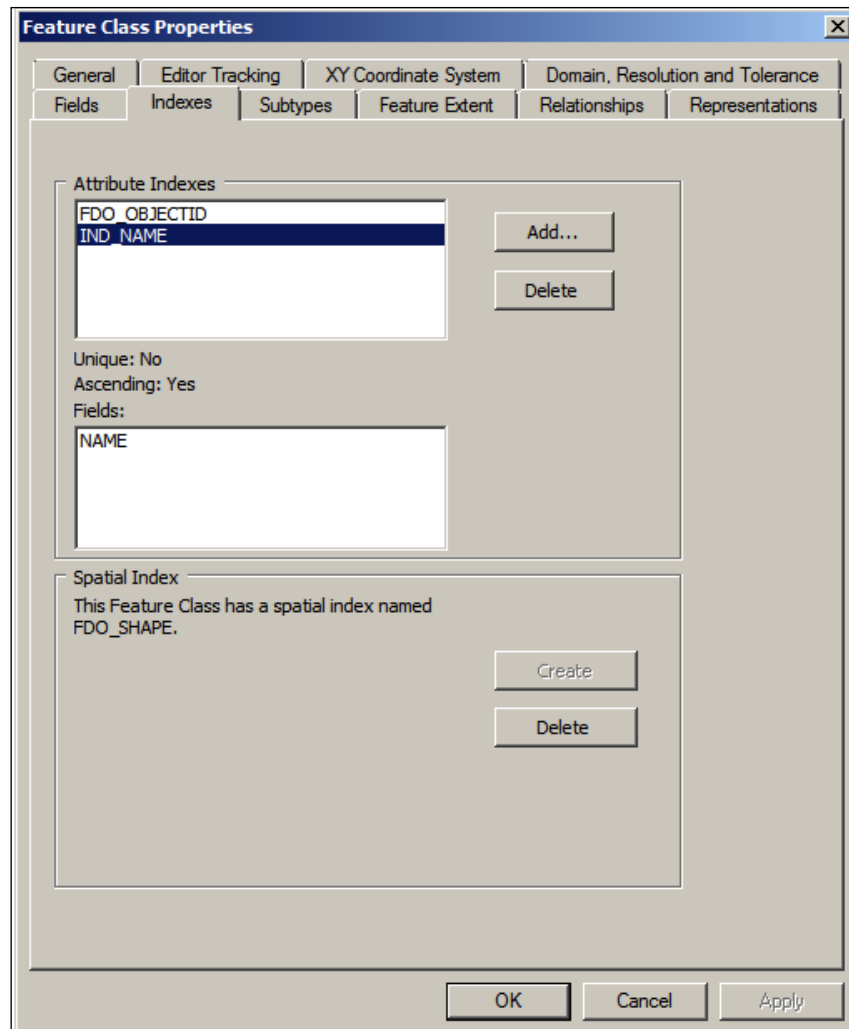 Feature Class Properties
General Editor Tracking XY Coordinate System Domain, Resolution and Tolerance
Fields Indexes Subtypes Feature Extent Relationships Representations
Attribute Indexes
FDO_OBJECTID
IND_NAME
Add...
Delete
Unique: No
Ascending: Yes
Fields:
NAME
Spatial Index
This Feature Class has a spatial index named
FDO_SHAPE.
Create
Delete
OK Cancel Apply